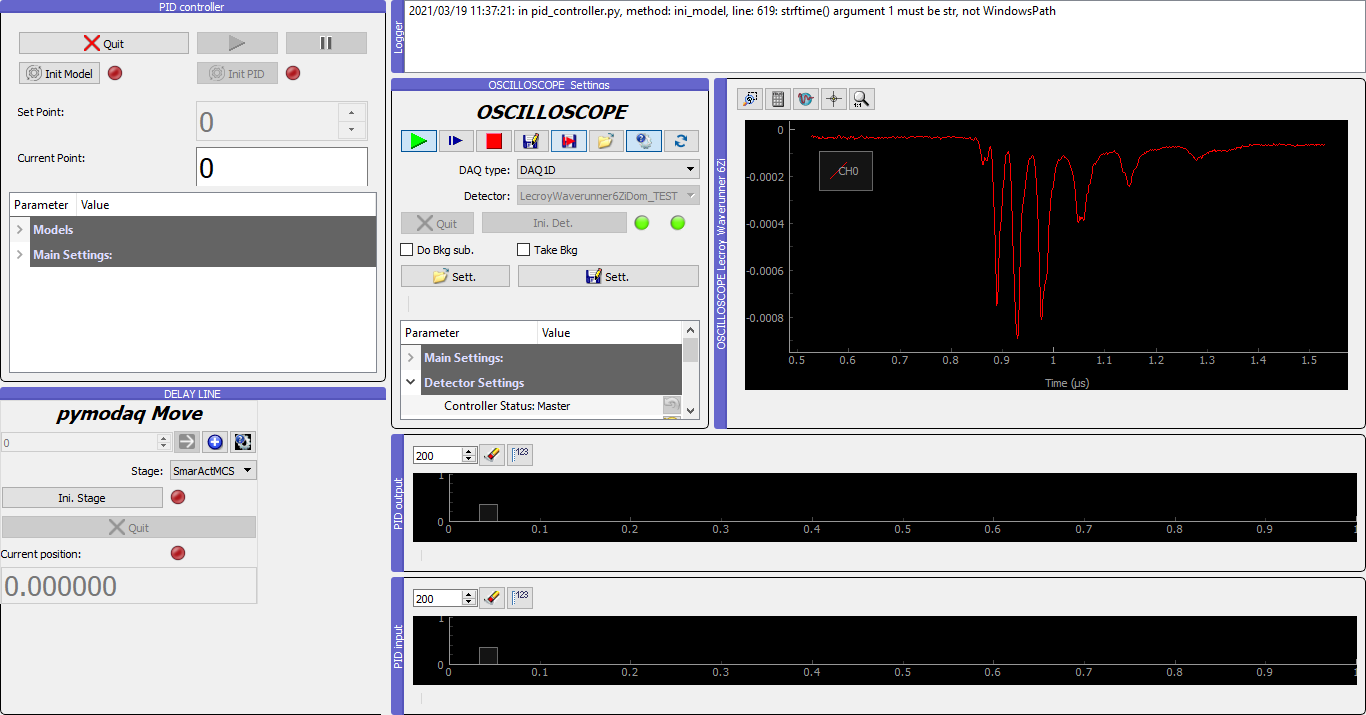 PID controller
Quit
Init Model
Init PID
Set Point:
0
Current Point:
0
Parameter Value
Models
Main Settings:
DELAY LINE
pymodaq Move
0
Stage: SmarActMCS
Ini. Stage
Quit
Current position:
0.000000
Logger
2021/03/19 11:37:21: in pid_controller.py, method: ini_model, line: 619: strftime() argument 1 must be str, not WindowsPath
OSCILLOSCOPE Settings
OSCILLOSCOPE
DAQ type: DAQ1D
Detector: LecroyWaverunner6ZiDom_TEST
Quit
Ini. Det.
Do Bkg sub.
Take Bkg
Sett.
Sett.
Parameter Value
Main Settings:
Detector Settings
Controller Status: Master
OSCILLOSCOPE Lecroy Waverunner 6Zi
1:1
0
-0.0002
-0.0004
-0.0006
-0.0008
CH0
0.5 0.6 0.7 0.8 0.9 1 1.1 1.2 1.3 1.4 1.5
Time (µs)
PID output
200
123
1
0
0 0.1 0.2 0.3 0.4 0.5 0.6 0.7 0.8 0.9 1
PID input
200
123
1
0
0 0.1 0.2 0.3 0.4 0.5 0.6 0.7 0.8 0.9 1